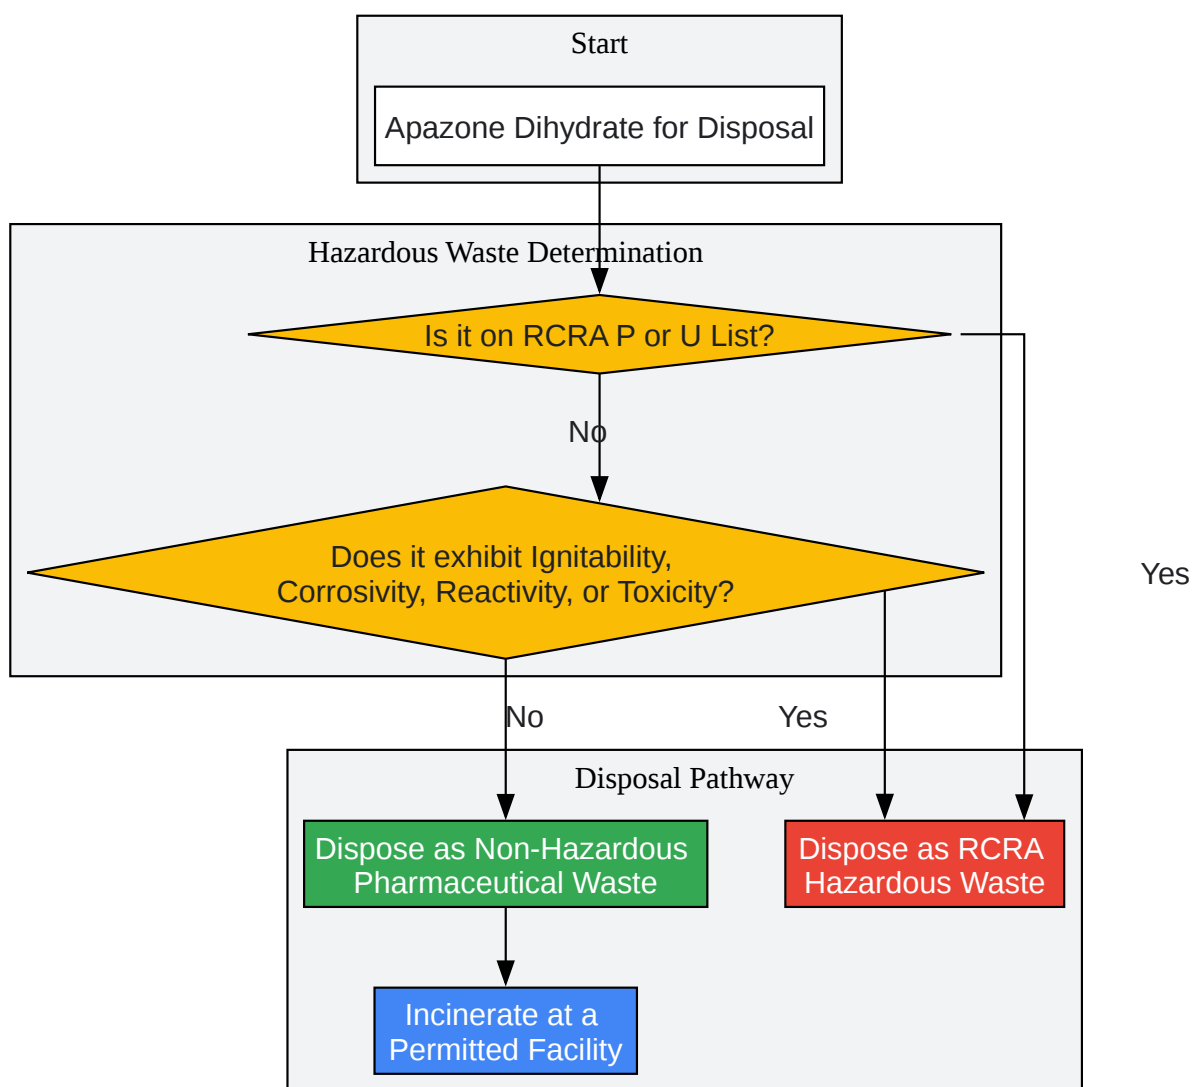 Start
Apazone Dihydrate for Disposal
Hazardous Waste Determination
Is it on RCRA P or U List?
No
Does it exhibit Ignitability,
Corrosivity, Reactivity, or Toxicity?
Yes
No
Yes
Disposal Pathway
Dispose as Non-Hazardous
Pharmaceutical Waste
Dispose as RCRA
Hazardous Waste
Incinerate at a
Permitted Facility